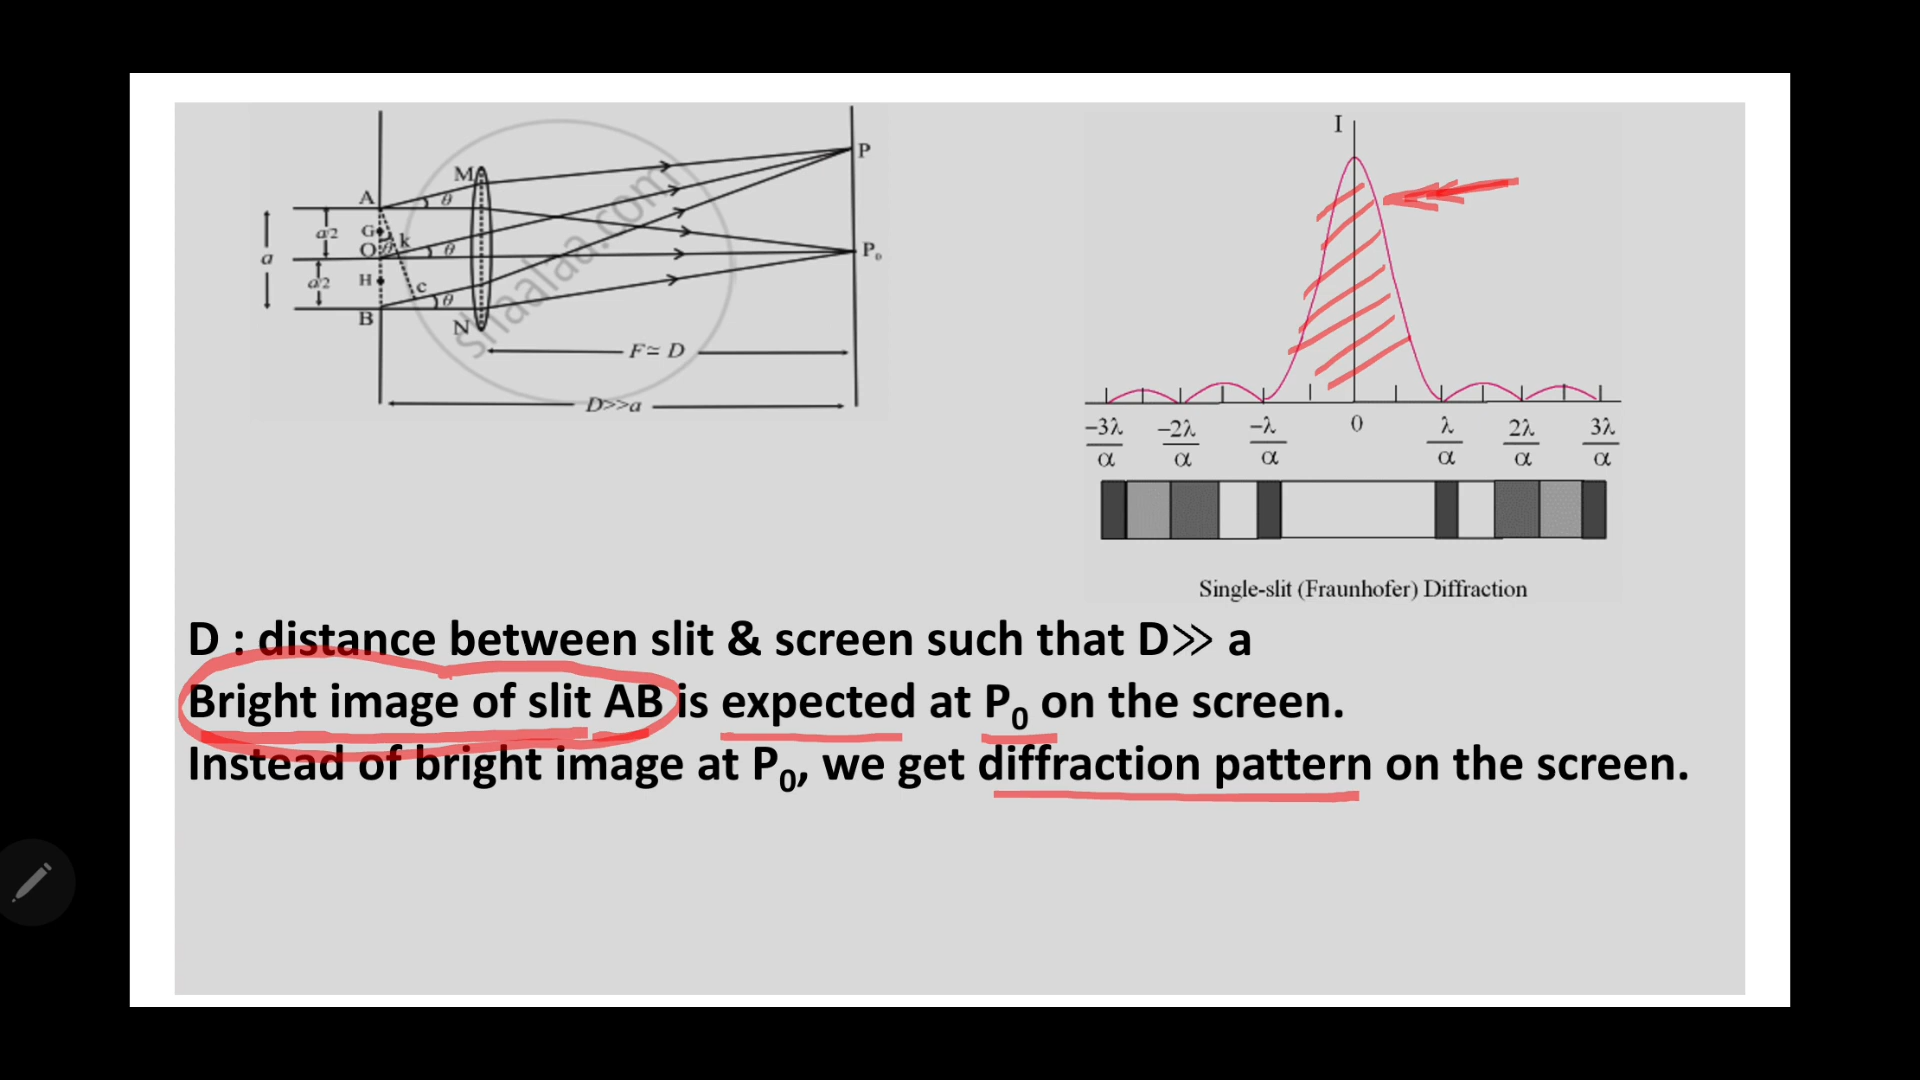 A
M
P
θ
a/2
G
k
O
θ
θ
P₀
a
a/2
H
c
θ
B
N
shaalaa.com
F≃ D
D>>a
I
−3λ/α −2λ/α −λ/α 0 λ/α 2λ/α 3λ/α
Single-slit (Fraunhofer) Diffraction
D : distance between slit & screen such that D≫ a
Bright image of slit AB is expected at P₀ on the screen.
Instead of bright image at P₀, we get diffraction pattern on the screen.